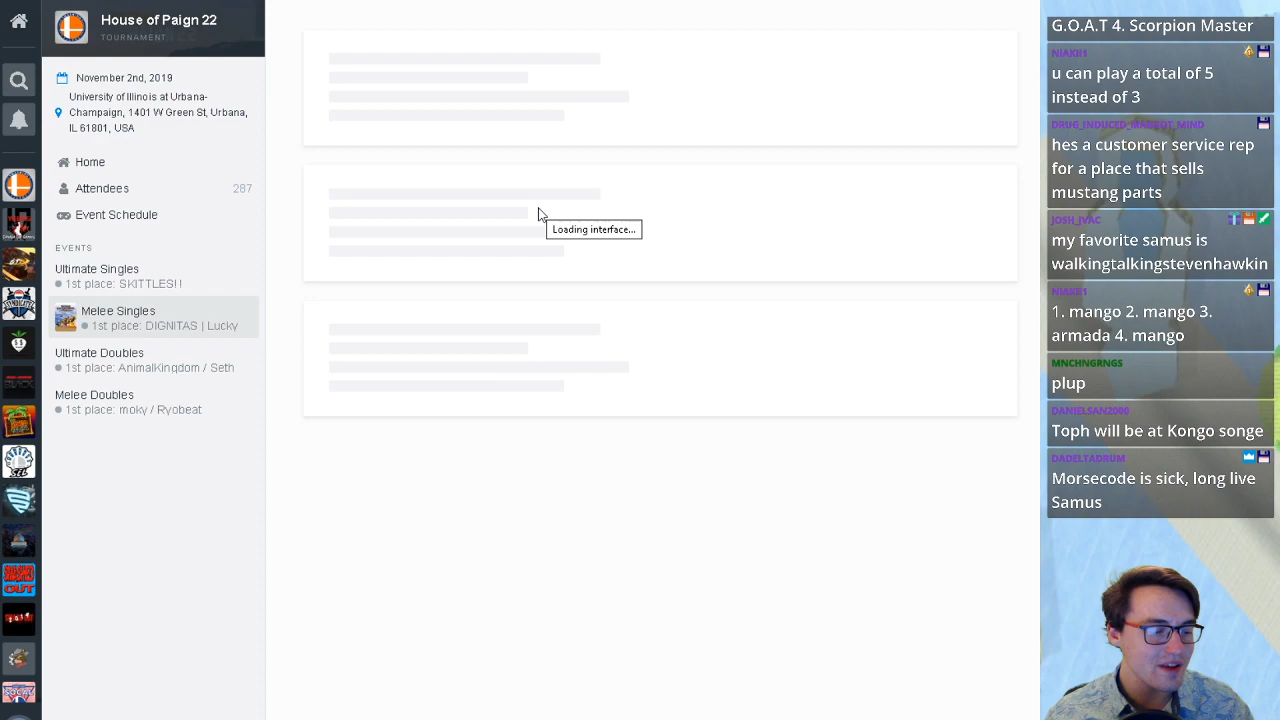 House of Paign 22
TOURNAMENT
November 2nd, 2019
University of Illinois at Urbana-
Champaign, 1401 W Green St, Urbana,
IL 61801, USA
Home
Attendees 287
Event Schedule
EVENTS
Ultimate Singles
1st place: SKITTLES!!
Melee Singles
1st place: DIGNITAS | Lucky
Ultimate Doubles
1st place: AnimalKingdom / Seth
Melee Doubles
1st place: moky / Ryobeat
Loading interface...
G.O.A.T 4. Scorpion Master
u can play a total of 5
instead of 3
DRUG_INDUCED_MAGGOT_MIND
hes a customer service rep
for a place that sells
mustang parts
JOSH_JVAC
my favorite samus is
walkingtalkingstevenhawkin
1. mango 2. mango 3.
armada 4. mango
MNCHNGRNGS
plup
DANIELSAN2000
Toph will be at Kongo songe
DADELTADRUM
Morsecode is sick, long live
Samus